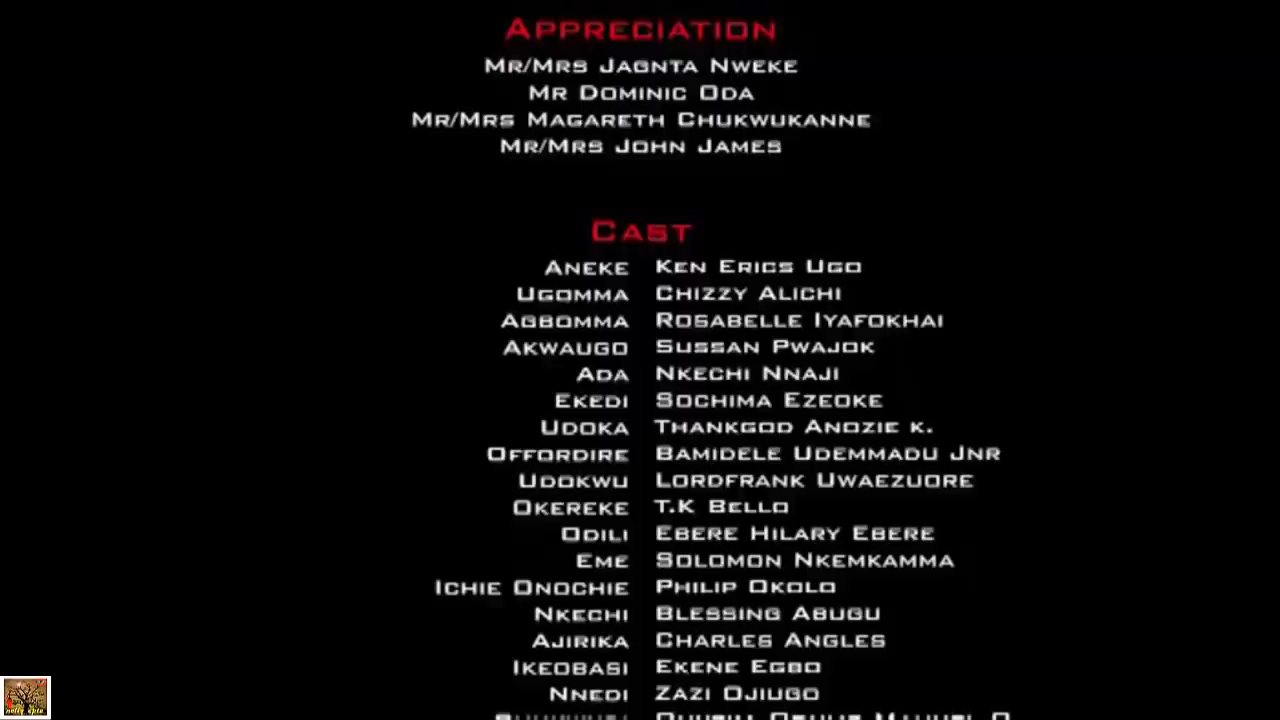 APPRECIATION
MR/MRS JAGNTA NWEKE
MR DOMINIC ODA
MR/MRS MAGARETH CHUKWUKANNE
MR/MRS JOHN JAMES
CAST
ANEKE KEN ERICS UGO
UGOMMA CHIZZY ALICHI
AGBOMMA ROSABELLE IYAFOKHAI
AKWAUGO SUSSAN PWAJOK
ADA NKECHI NNAJI
EKEDI SOCHIMA EZEOKE
UDOKA THANKGOD ANOZIE K.
OFFORDIRE BAMIDELE UDEMMADU JNR
UDOKWU LORDFRANK UWAEZUORE
OKEREKE T.K BELLO
ODILI EBERE HILARY EBERE
EME SOLOMON NKEMKAMMA
ICHIE ONOCHIE PHILIP OKOLO
NKECHI BLESSING ABUGU
AJIRIKA CHARLES ANGLES
IKEOBASI EKENE EGBO
NNEDI ZAZI OJIUGO